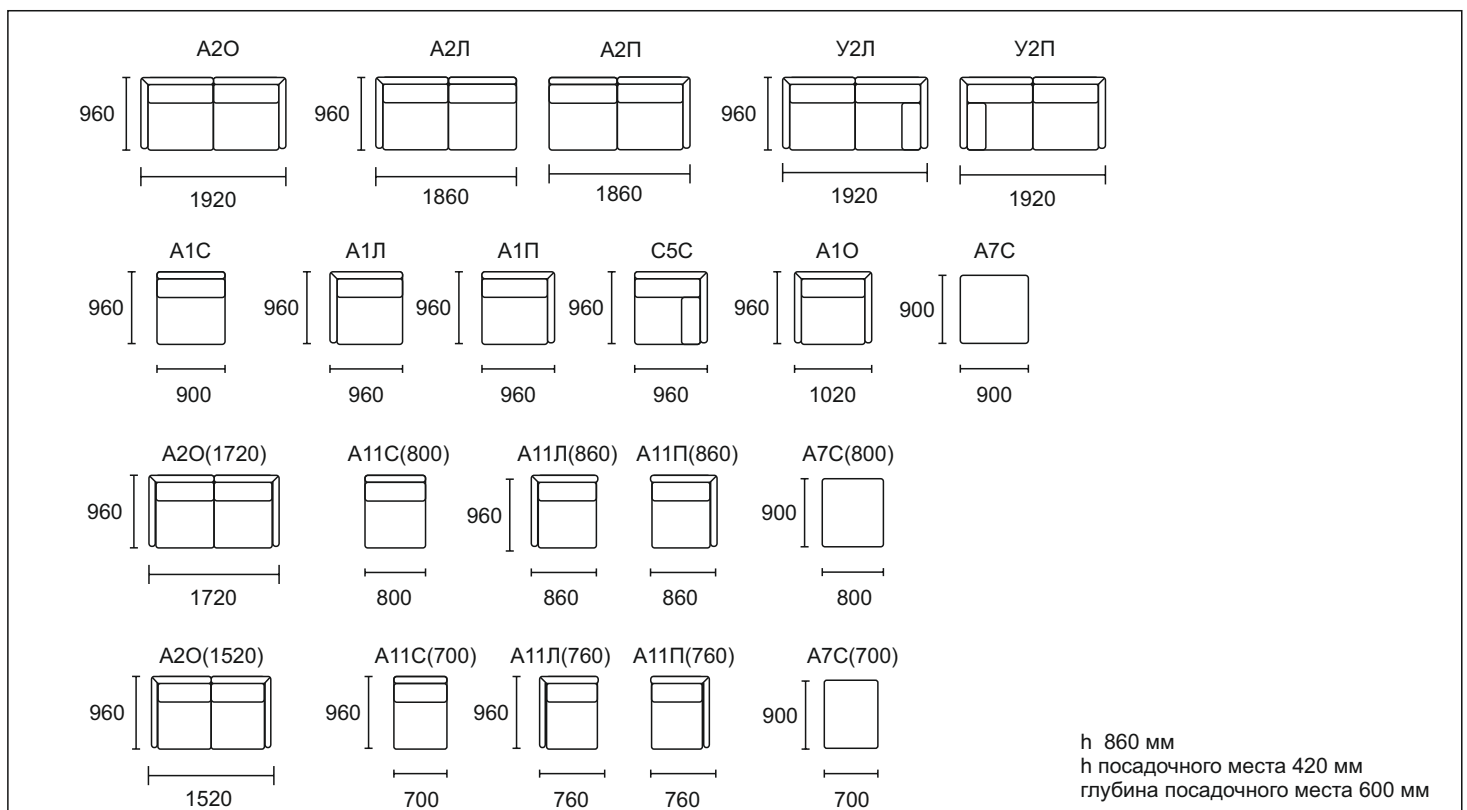 А2О А2Л А2П У2Л У2П
960 960 960
1920 1860 1860 1920 1920
А1С А1Л А1П С5С А1О А7С
960 960 960 960 960 900
900 960 960 960 1020 900
А2О(1720) А11С(800) А11Л(860) А11П(860) А7С(800)
960 960 900
1720 800 860 860 800
А2О(1520) А11С(700) А11Л(760) А11П(760) А7С(700)
960 960 960 900
1520 700 760 760 700
h 860 мм
h посадочного места 420 мм
глубина посадочного места 600 мм